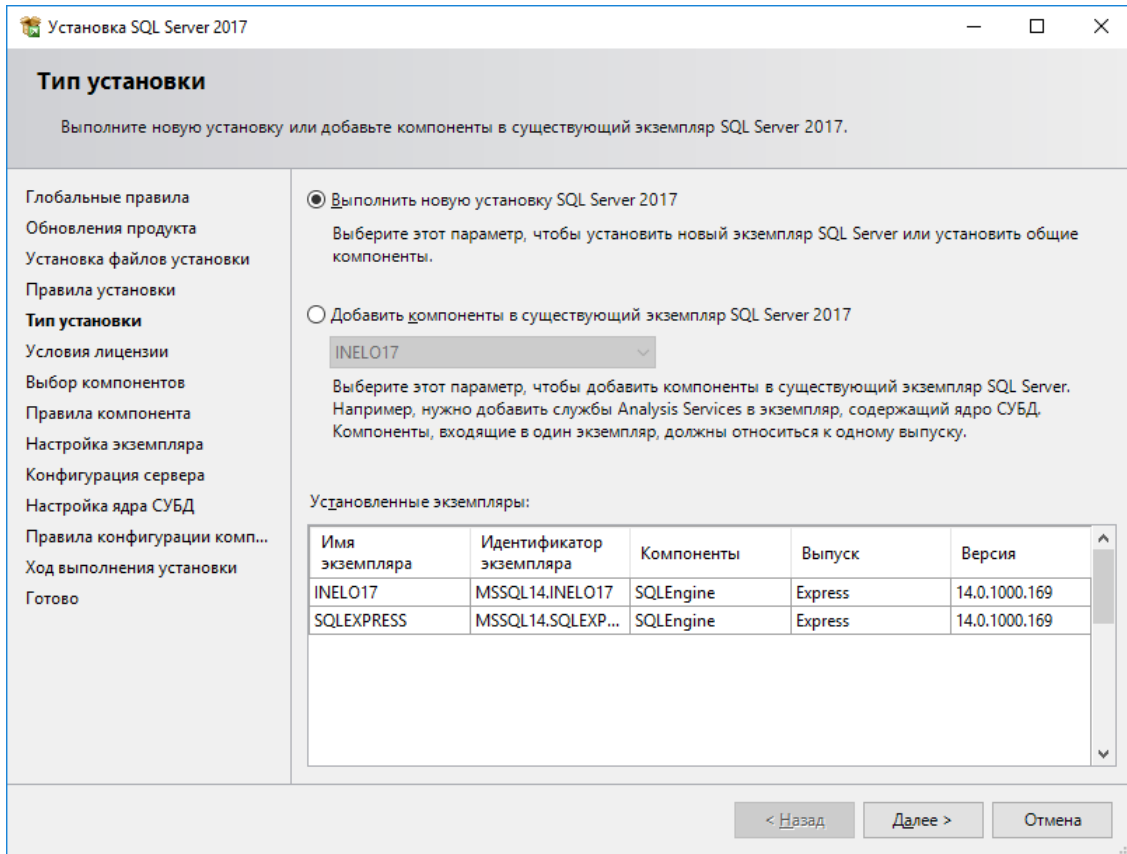 Установка SQL Server 2017
Тип установки
Выполните новую установку или добавьте компоненты в существующий экземпляр SQL Server 2017.
Глобальные правила
Обновления продукта
Установка файлов установки
Правила установки
Тип установки
Условия лицензии
Выбор компонентов
Правила компонента
Настройка экземпляра
Конфигурация сервера
Настройка ядра СУБД
Правила конфигурации комп...
Ход выполнения установки
Готово
Выполнить новую установку SQL Server 2017
Выберите этот параметр, чтобы установить новый экземпляр SQL Server или установить общие
компоненты.
Добавить компоненты в существующий экземпляр SQL Server 2017
INELO17
Выберите этот параметр, чтобы добавить компоненты в существующий экземпляр SQL Server.
Например, нужно добавить службы Analysis Services в экземпляр, содержащий ядро СУБД.
Компоненты, входящие в один экземпляр, должны относиться к одному выпуску.
Установленные экземпляры:
Имя экземпляра Идентификатор экземпляра Компоненты Выпуск Версия
INELO17 MSSQL14.INELO17 SQLEngine Express 14.0.1000.169
SQLEXPRESS MSSQL14.SQLEXP... SQLEngine Express 14.0.1000.169
< Назад Далее > Отмена